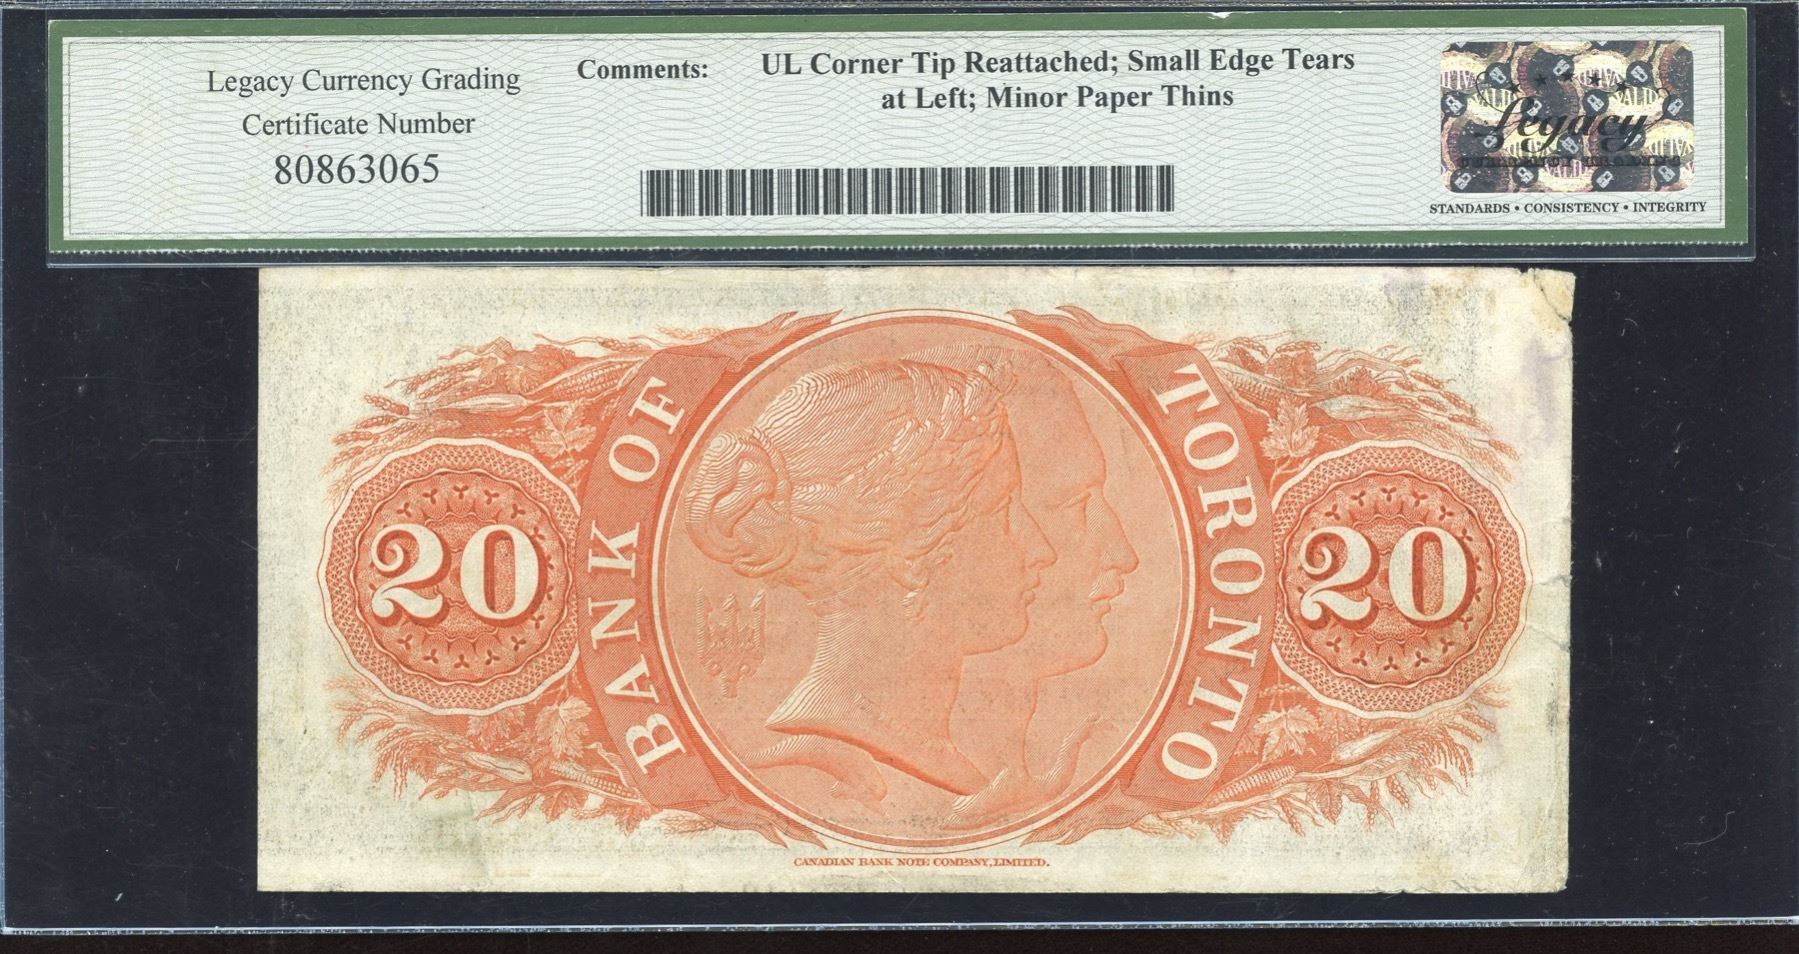 Legacy Currency Grading
Certificate Number
80863065
Comments: UL Corner Tip Reattached; Small Edge Tears
at Left; Minor Paper Thins
Legacy
STANDARDS • CONSISTENCY • INTEGRITY
BANK OF
TORONTO
20
20
CANADIAN BANK NOTE COMPANY, LIMITED.